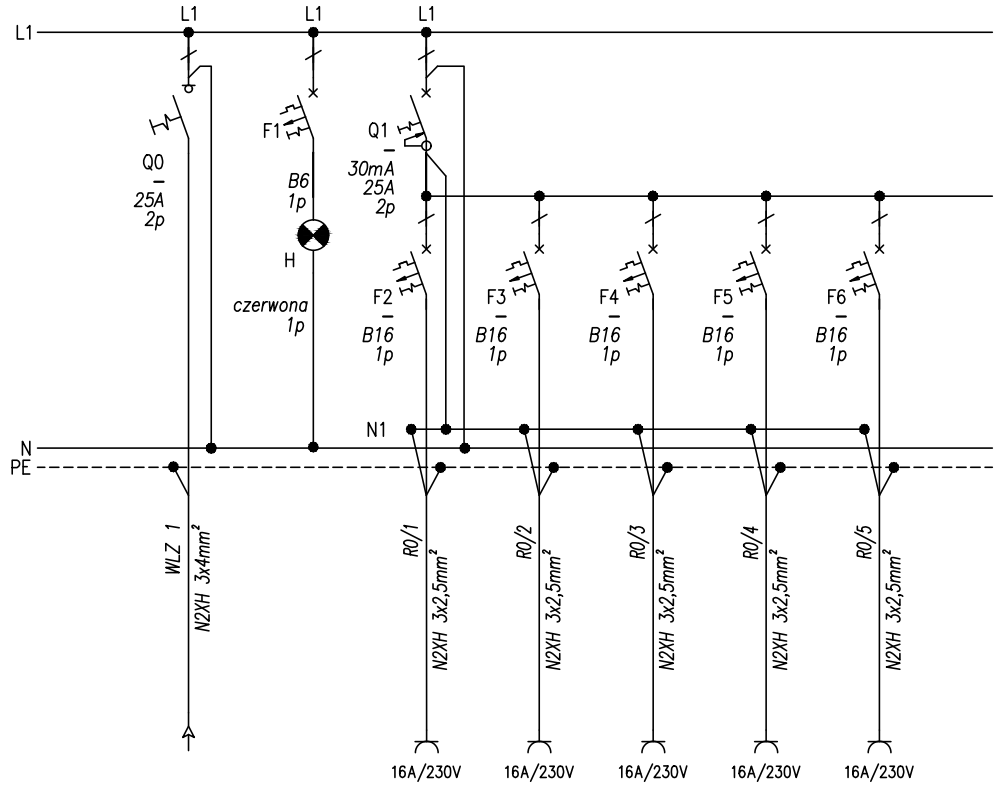 L1 L1 L1
L1
Q0
25A
2p
F1
B6
1p
H
czerwona
1p
Q1
30mA
25A
2p
F2
B16
1p
F3
B16
1p
F4
B16
1p
F5
B16
1p
F6
B16
1p
N1
N
PE
WLZ 1
N2XH 3x4mm²
R0/1
N2XH 3x2,5mm²
R0/2
N2XH 3x2,5mm²
R0/3
N2XH 3x2,5mm²
R0/4
N2XH 3x2,5mm²
R0/5
N2XH 3x2,5mm²
16A/230V 16A/230V 16A/230V 16A/230V 16A/230V